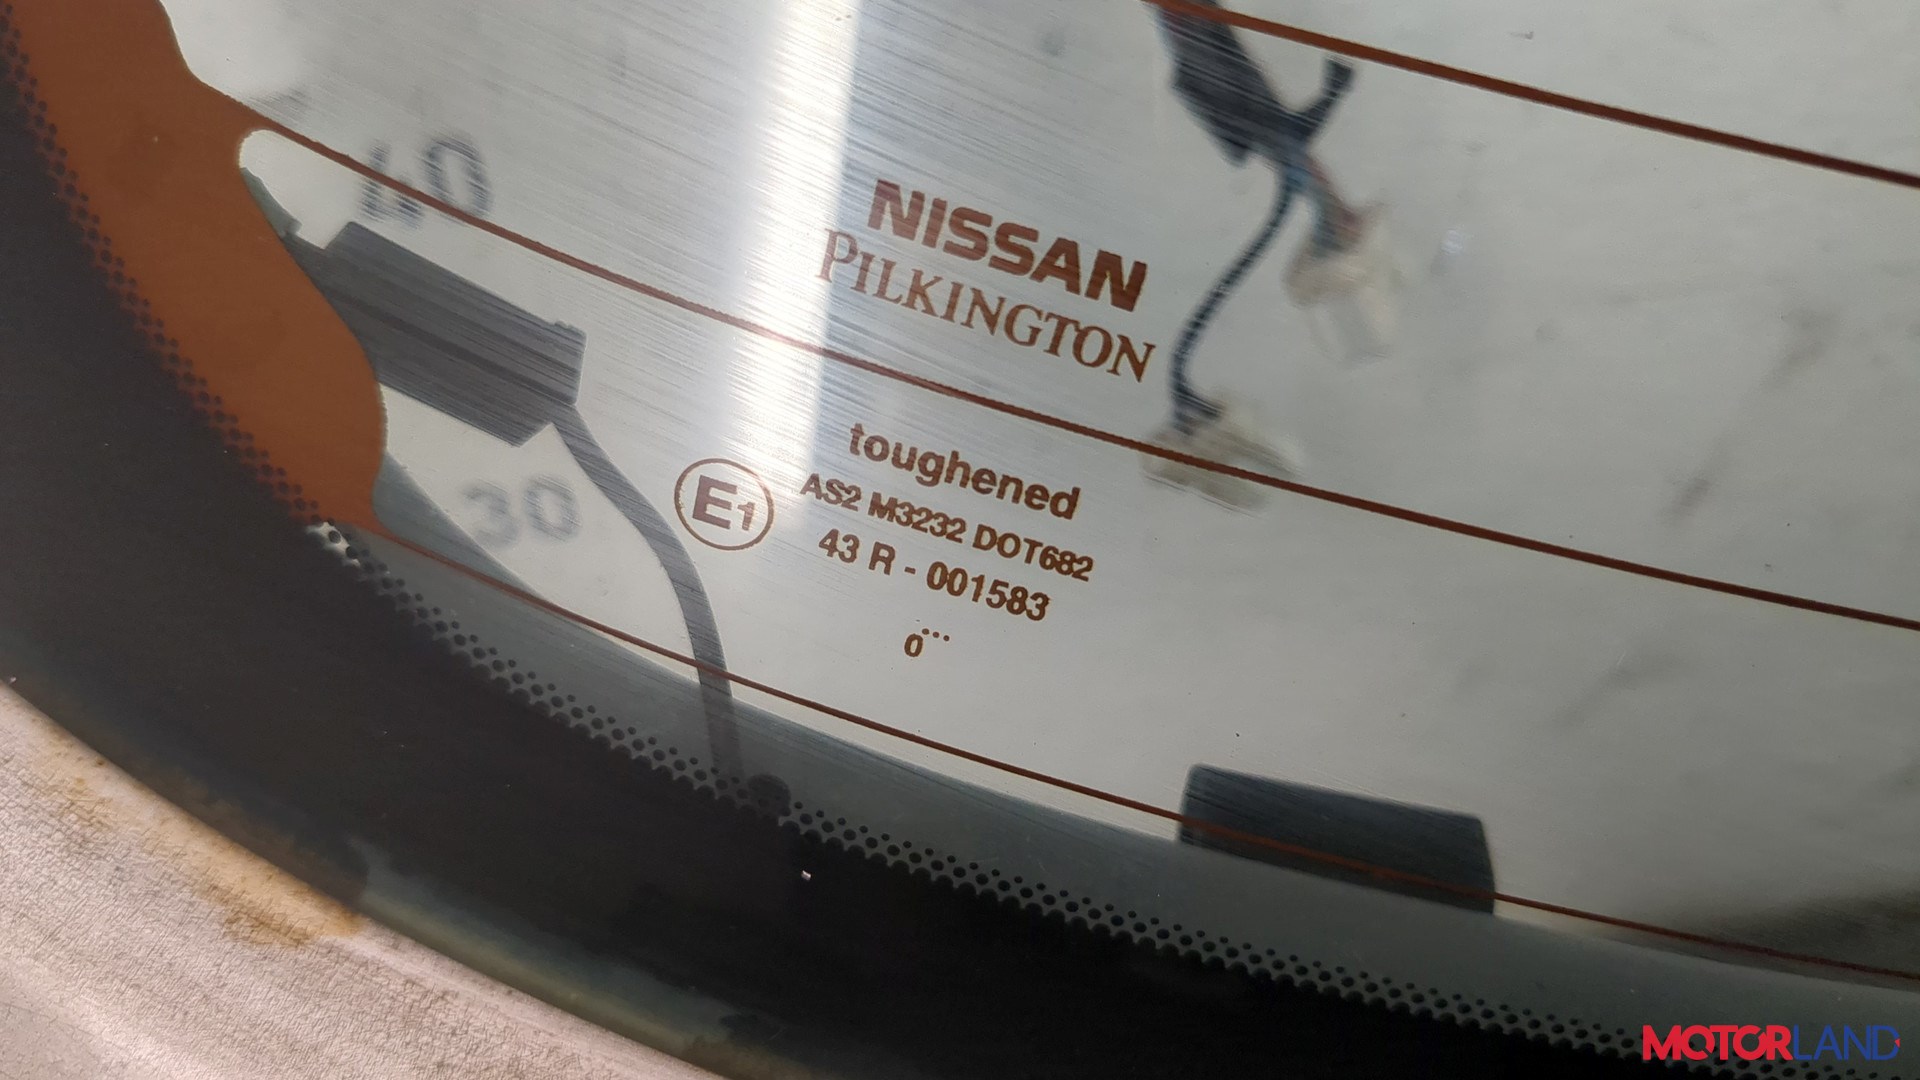 40
NISSAN
PILKINGTON
30
toughened
E1
AS2 M3232 DOT682
43 R - 001583
0...
MOTORLAND